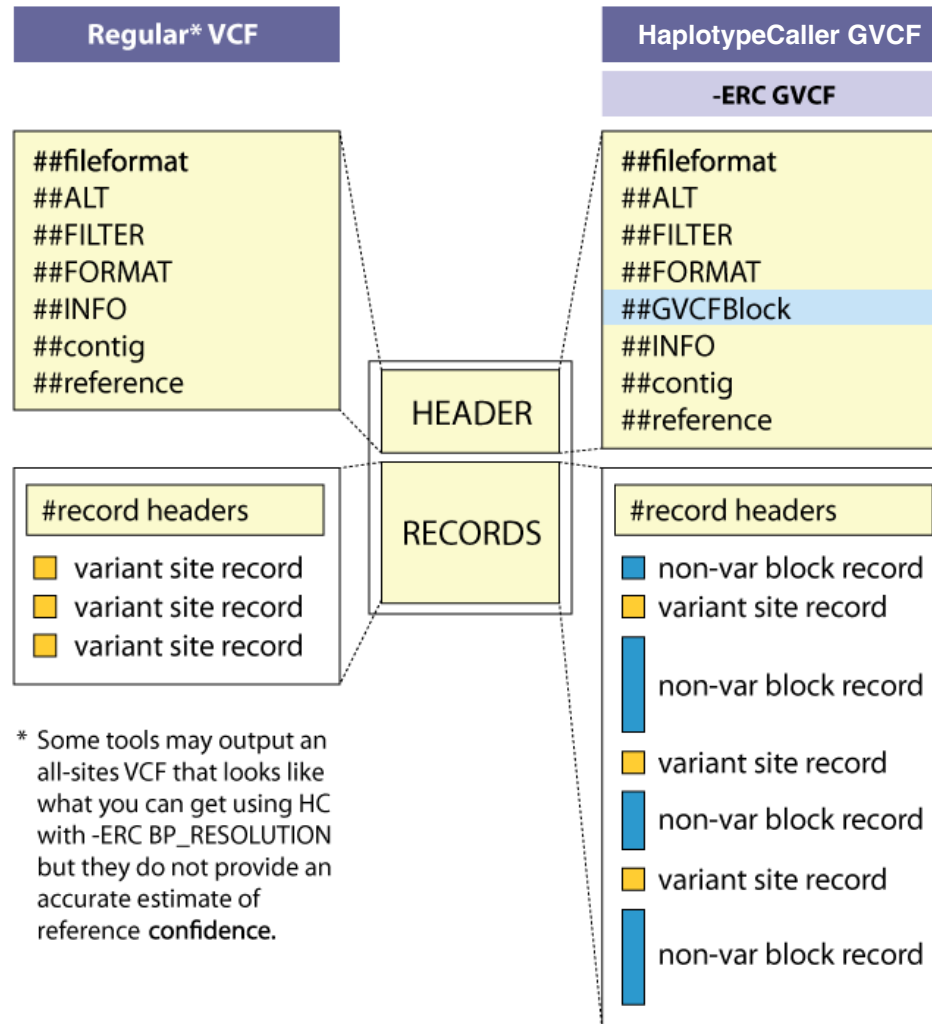 Regular* VCF
##fileformat
##ALT
##FILTER
##FORMAT
##INFO
##contig
##reference
#record headers
variant site record
variant site record
variant site record
* Some tools may output an
all-sites VCF that looks like
what you can get using HC
with -ERC BP_RESOLUTION
but they do not provide an
accurate estimate of
reference confidence.
HEADER
RECORDS
HaplotypeCaller GVCF
-ERC GVCF
##fileformat
##ALT
##FILTER
##FORMAT
##GVCFBlock
##INFO
##contig
##reference
#record headers
non-var block record
variant site record
non-var block record
variant site record
non-var block record
variant site record
non-var block record